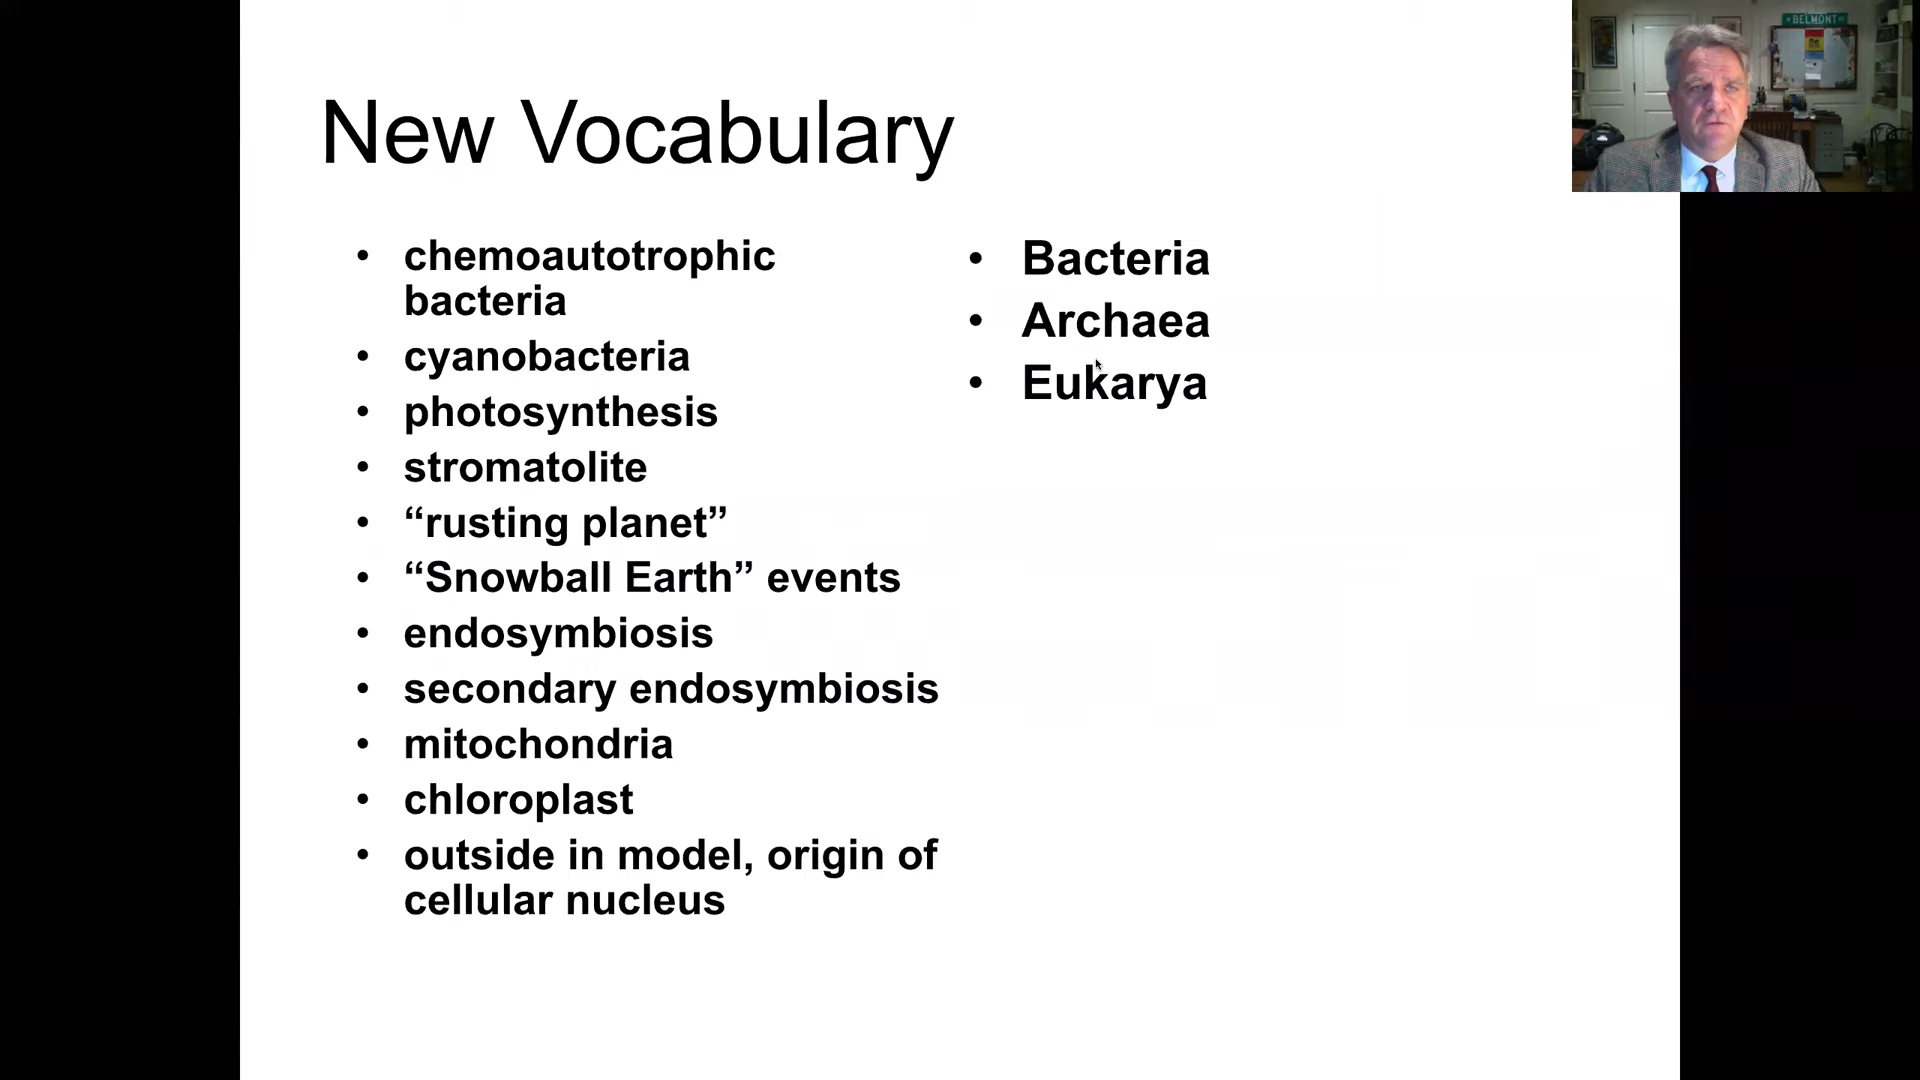 New Vocabulary
• chemoautotrophic
bacteria
• cyanobacteria
• photosynthesis
• stromatolite
• “rusting planet”
• “Snowball Earth” events
• endosymbiosis
• secondary endosymbiosis
• mitochondria
• chloroplast
• outside in model, origin of
cellular nucleus
• Bacteria
• Archaea
• Eukarya
BELMONT